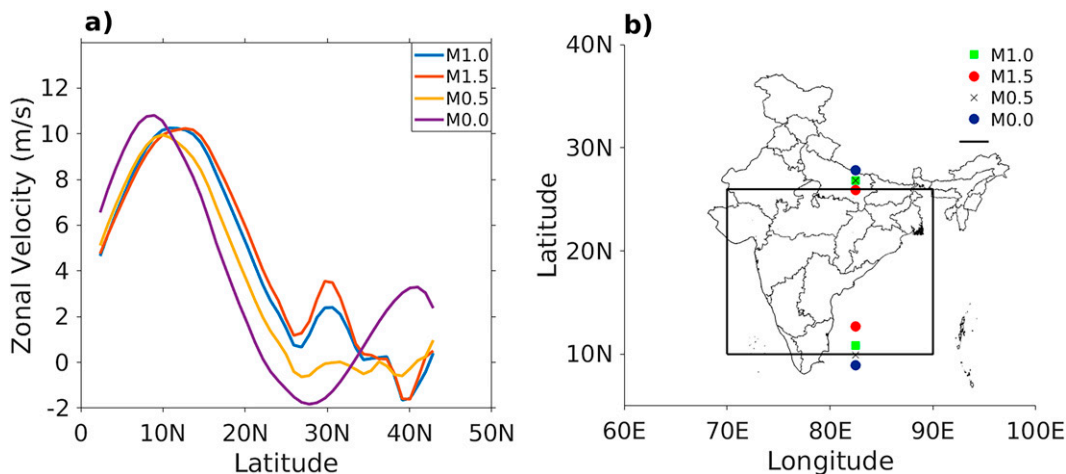 a)
Zonal Velocity (m/s)
12
10
8
6
4
2
0
-2
0
10N
20N
30N
40N
50N
Latitude
M1.0
M1.5
M0.5
M0.0
b)
Latitude
40N
30N
20N
10N
5N
60E
70E
80E
90E
100E
Longitude
M1.0
M1.5
M0.5
M0.0